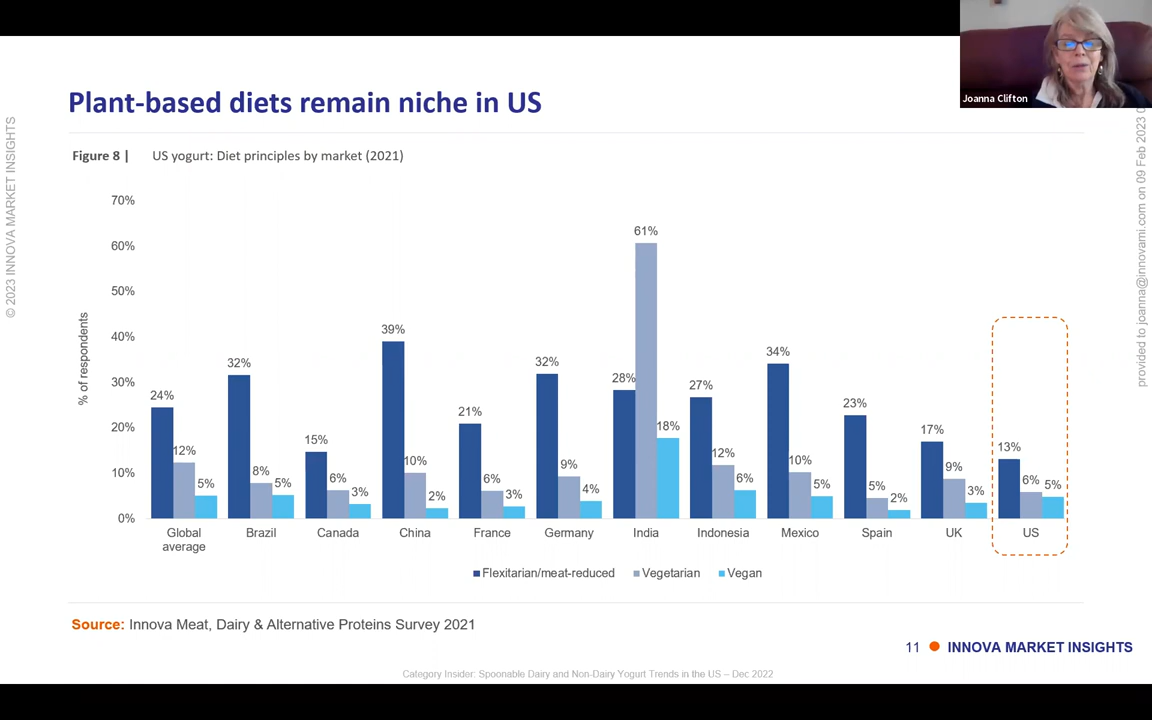 Joanna Clifton
Plant-based diets remain niche in US
Figure 8 | US yogurt: Diet principles by market (2021)
© 2023 INNOVA MARKET INSIGHTS
provided to joanna@innovami.com on 09 Feb 2023
% of respondents
70%
60%
50%
40%
30%
20%
10%
0%
24% 12% 5%
32% 8% 5%
15% 6% 3%
39% 10% 2%
21% 6% 3%
32% 9% 4%
28% 61% 18%
27% 12% 6%
34% 10% 5%
23% 5% 2%
17% 9% 3%
13% 6% 5%
Global
average
Brazil
Canada
China
France
Germany
India
Indonesia
Mexico
Spain
UK
US
Flexitarian/meat-reduced Vegetarian Vegan
Source: Innova Meat, Dairy & Alternative Proteins Survey 2021
11 INNOVA MARKET INSIGHTS
Category Insider: Spoonable Dairy and Non-Dairy Yogurt Trends in the US – Dec 2022